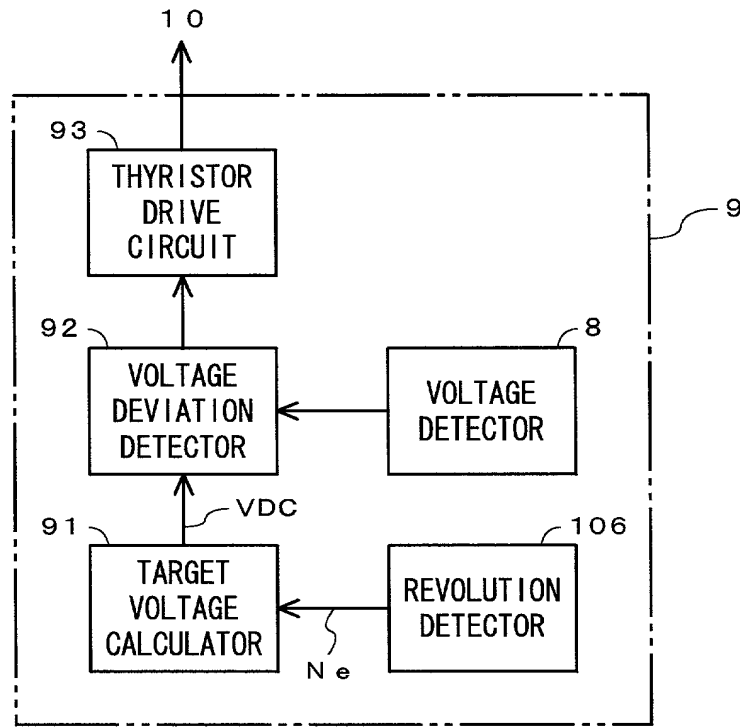 10
93
THYRISTOR
DRIVE
CIRCUIT
9
92
VOLTAGE
DEVIATION
DETECTOR
8
VOLTAGE
DETECTOR
VDC
91
TARGET
VOLTAGE
CALCULATOR
106
REVOLUTION
DETECTOR
Ne